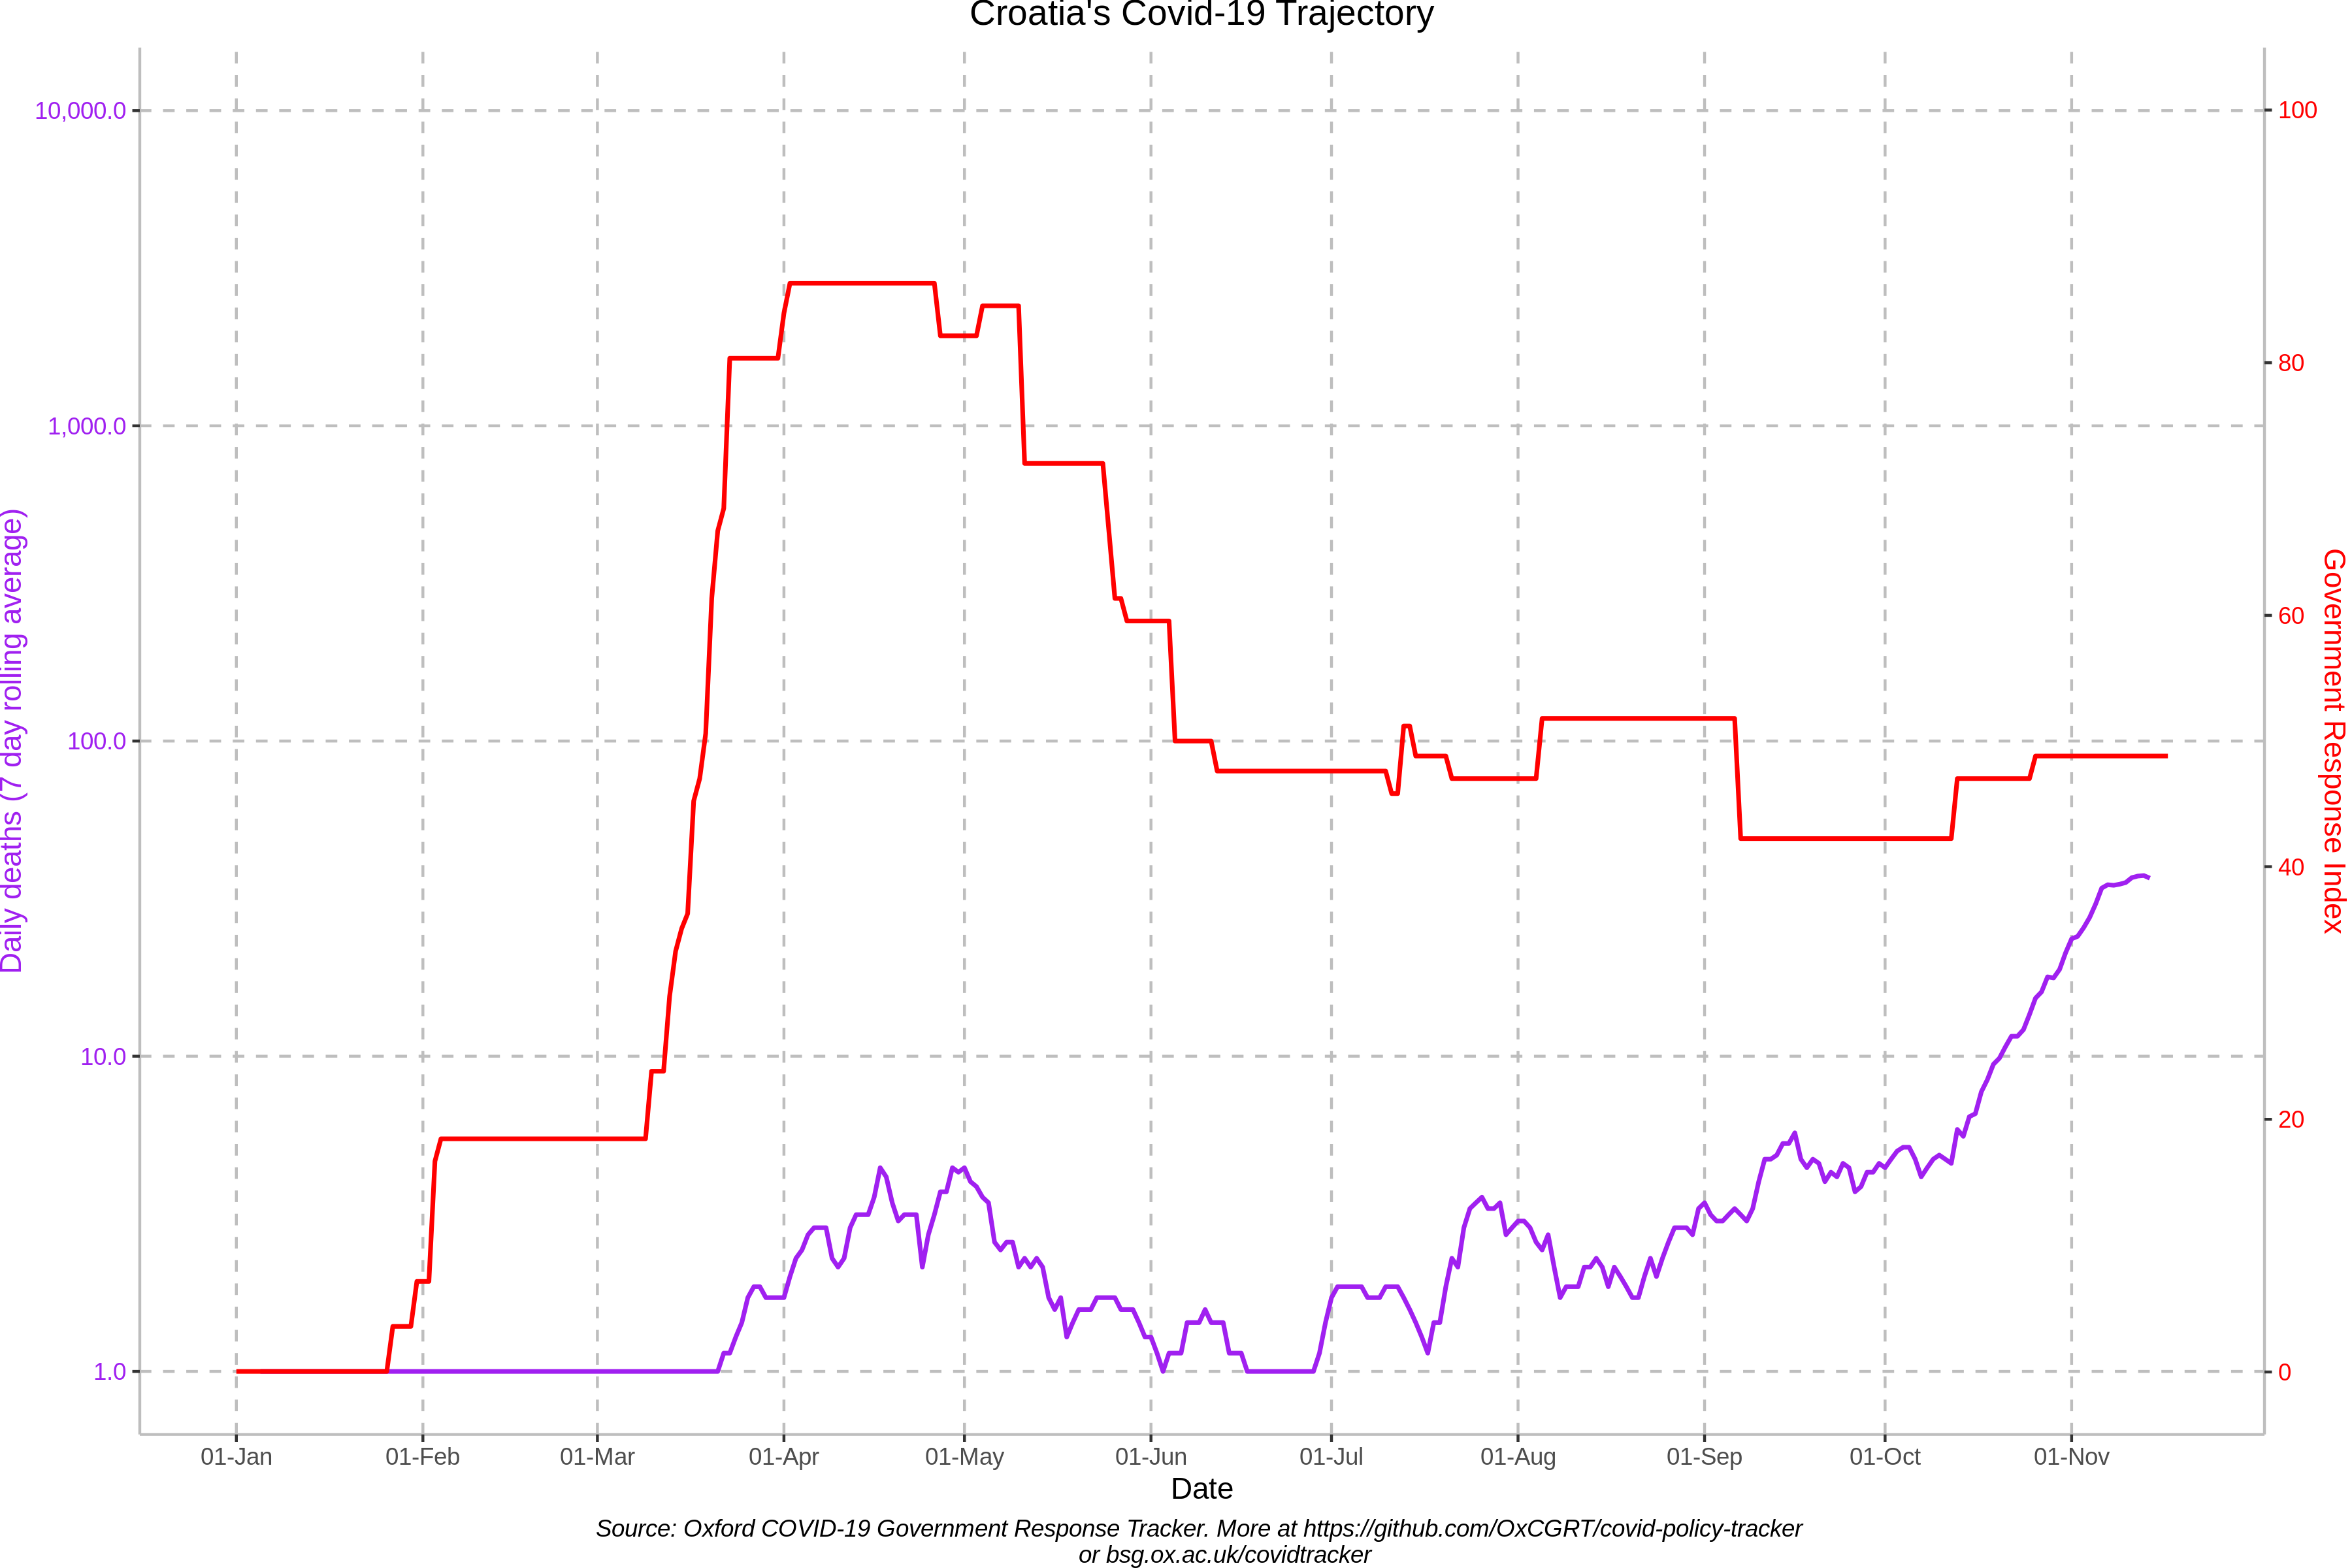 Croatia's Covid-19 Trajectory
10,000.0
1,000.0
100.0
10.0
1.0
Daily deaths (7 day rolling average)
100
80
60
40
20
0
Government Response Index
01-Jan 01-Feb 01-Mar 01-Apr 01-May 01-Jun 01-Jul 01-Aug 01-Sep 01-Oct 01-Nov
Date
Source: Oxford COVID-19 Government Response Tracker. More at https://github.com/OxCGRT/covid-policy-tracker
or bsg.ox.ac.uk/covidtracker